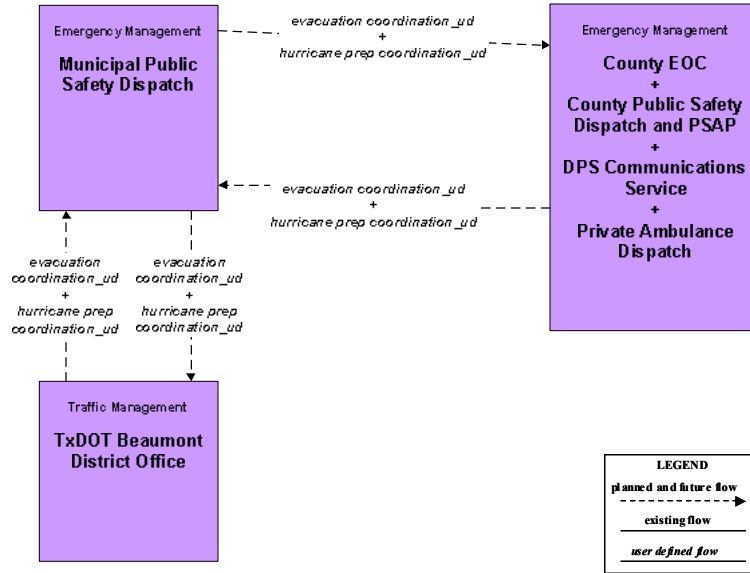 Emergency Management
Municipal Public
Safety Dispatch
evacuation coordination_ud
+
hurricane prep coordination_ud
Emergency Management
County EOC
+
County Public Safety
Dispatch and PSAP
+
DPS Communications
Service
+
Private Ambulance
Dispatch
evacuation coordination_ud
+
hurricane prep coordination_ud
evacuation
coordination_ud
+
hurricane prep
coordination_ud
evacuation
coordination_ud
+
hurricane prep
coordination_ud
Traffic Management
TxDOT Beaumont
District Office
LEGEND
planned and future flow
existing flow
user defined flow